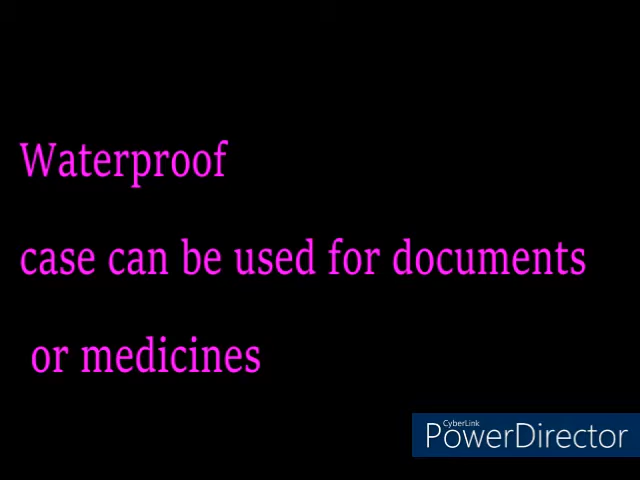 Waterproof
case can be used for documents
or medicines
CyberLink
PowerDirector